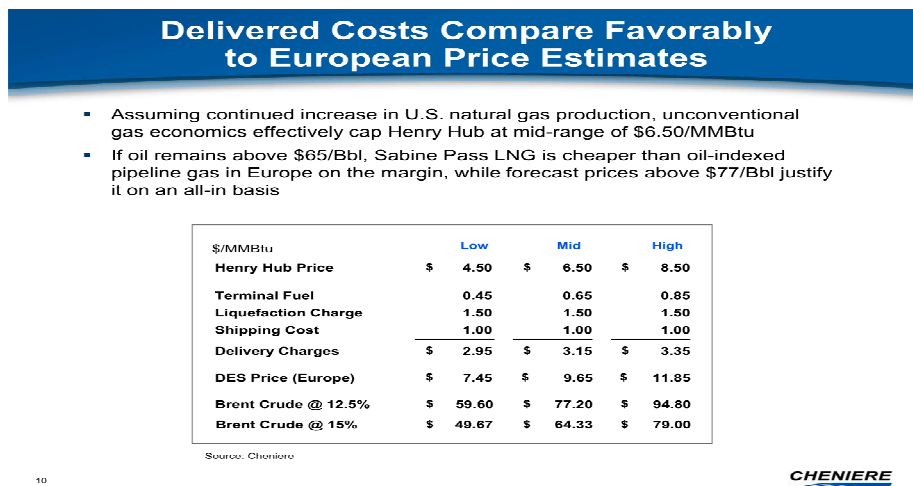 Delivered Costs Compare Favorably
to European Price Estimates
▪ Assuming continued increase in U.S. natural gas production, unconventional
gas economics effectively cap Henry Hub at mid-range of $6.50/MMBtu
▪ If oil remains above $65/Bbl, Sabine Pass LNG is cheaper than oil-indexed
pipeline gas in Europe on the margin, while forecast prices above $77/Bbl justify
it on an all-in basis
$/MMBtu Low Mid High
Henry Hub Price $ 4.50 $ 6.50 $ 8.50
Terminal Fuel 0.45 0.65 0.85
Liquefaction Charge 1.50 1.50 1.50
Shipping Cost 1.00 1.00 1.00
Delivery Charges $ 2.95 $ 3.15 $ 3.35
DES Price (Europe) $ 7.45 $ 9.65 $ 11.85
Brent Crude @ 12.5% $ 59.60 $ 77.20 $ 94.80
Brent Crude @ 15% $ 49.67 $ 64.33 $ 79.00
Source: Cheniere
10
CHENIERE